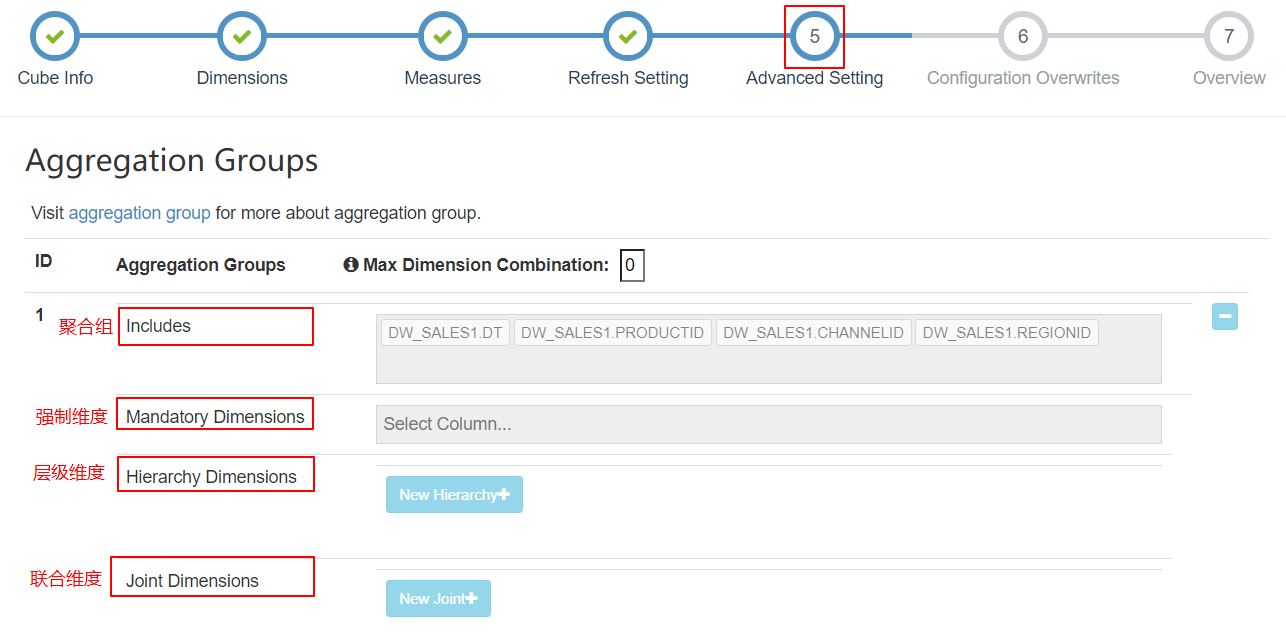 5 6 7
Cube Info Dimensions Measures Refresh Setting Advanced Setting Configuration Overwrites Overview
Aggregation Groups
Visit aggregation group for more about aggregation group.
ID Aggregation Groups Max Dimension Combination: 0
1 聚合组 Includes DW_SALES1.DT DW_SALES1.PRODUCTID DW_SALES1.CHANNELID DW_SALES1.REGIONID
强制维度 Mandatory Dimensions Select Column...
层级维度 Hierarchy Dimensions
New Hierarchy
联合维度 Joint Dimensions
New Joint